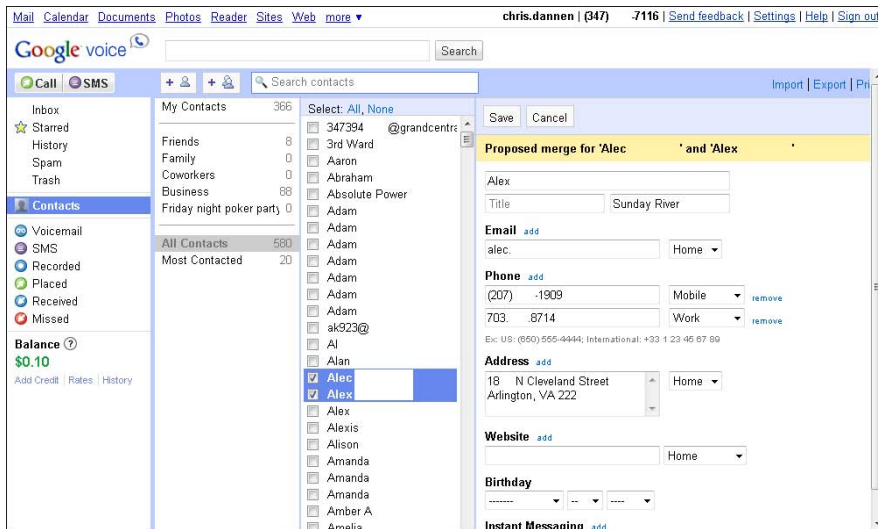 Mail Calendar Documents Photos Reader Sites Web more ▼
chris.dannen | (347) -7116 | Send feedback | Settings | Help | Sign out
Google voice
Search
Call SMS
Search contacts
Import | Export |
Inbox
Starred
History
Spam
Trash
Contacts
Voicemail
SMS
Recorded
Placed
Received
Missed
Balance (?)
$0.10
Add Credit | Rates | History
My Contacts 366
Friends 8
Family 0
Coworkers 0
Business 88
Friday night poker party 0
All Contacts 580
Most Contacted 20
Select: All, None
347394 @grandcentra
3rd Ward
Aaron
Abraham
Absolute Power
Adam
Adam
Adam
Adam
Adam
Adam
ak923@
Al
Alan
Alec
Alex
Alex
Alexis
Alison
Amanda
Amanda
Amanda
Amber A
Amelia
Save Cancel
Proposed merge for 'Alec ' and 'Alex '
Alex
Title Sunday River
Email add
alec. Home
Phone add
(207) -1909 Mobile remove
703. .8714 Work remove
Ex: US: (650) 555-4444; International: +33 1 23 45 67 89
Address add
18 N Cleveland Street Home
Arlington, VA 222
Website add
Home
Birthday
------- -- ----
Instant Messaging add